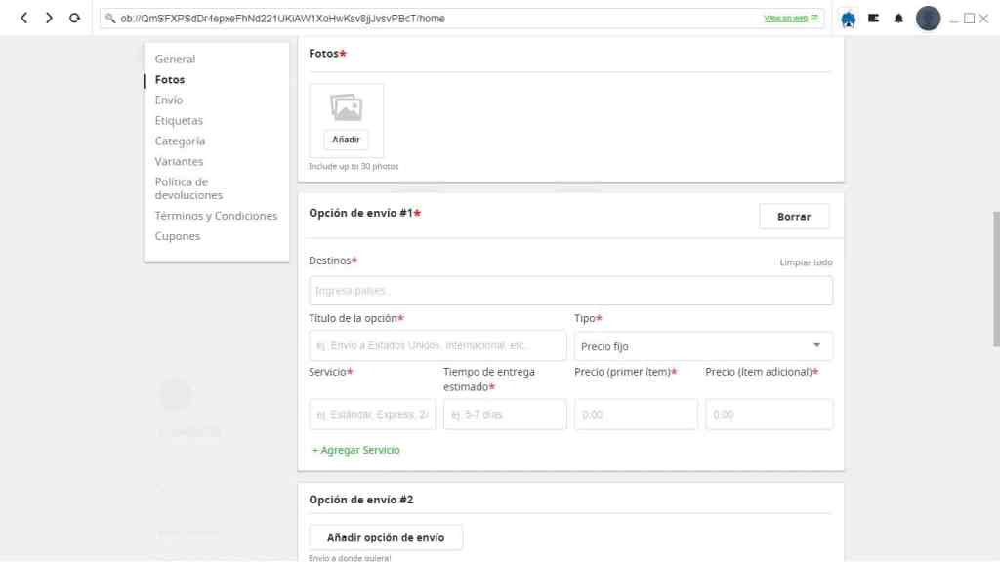 ob://QmSFXPSdDr4epxeFhNd221UKiAW1XoHwKsv8jjJvsvPBcT/home
View on web
General
Fotos
Envío
Etiquetas
Categoría
Variantes
Política de
devoluciones
Términos y Condiciones
Cupones
Fotos*
Añadir
Include up to 30 photos
Opción de envío #1*
Borrar
Destinos*
Limpiar todo
Ingresa países...
Título de la opción*
Tipo*
ej. Envío a Estados Unidos, Internacional, etc..
Precio fijo
Servicio*
Tiempo de entrega
estimado*
Precio (primer ítem)*
Precio (ítem adicional)*
ej. Estándar, Express, 2/
ej. 5-7 días
0.00
0.00
+ Agregar Servicio
Opción de envío #2
Añadir opción de envío
Envío a donde quiera!